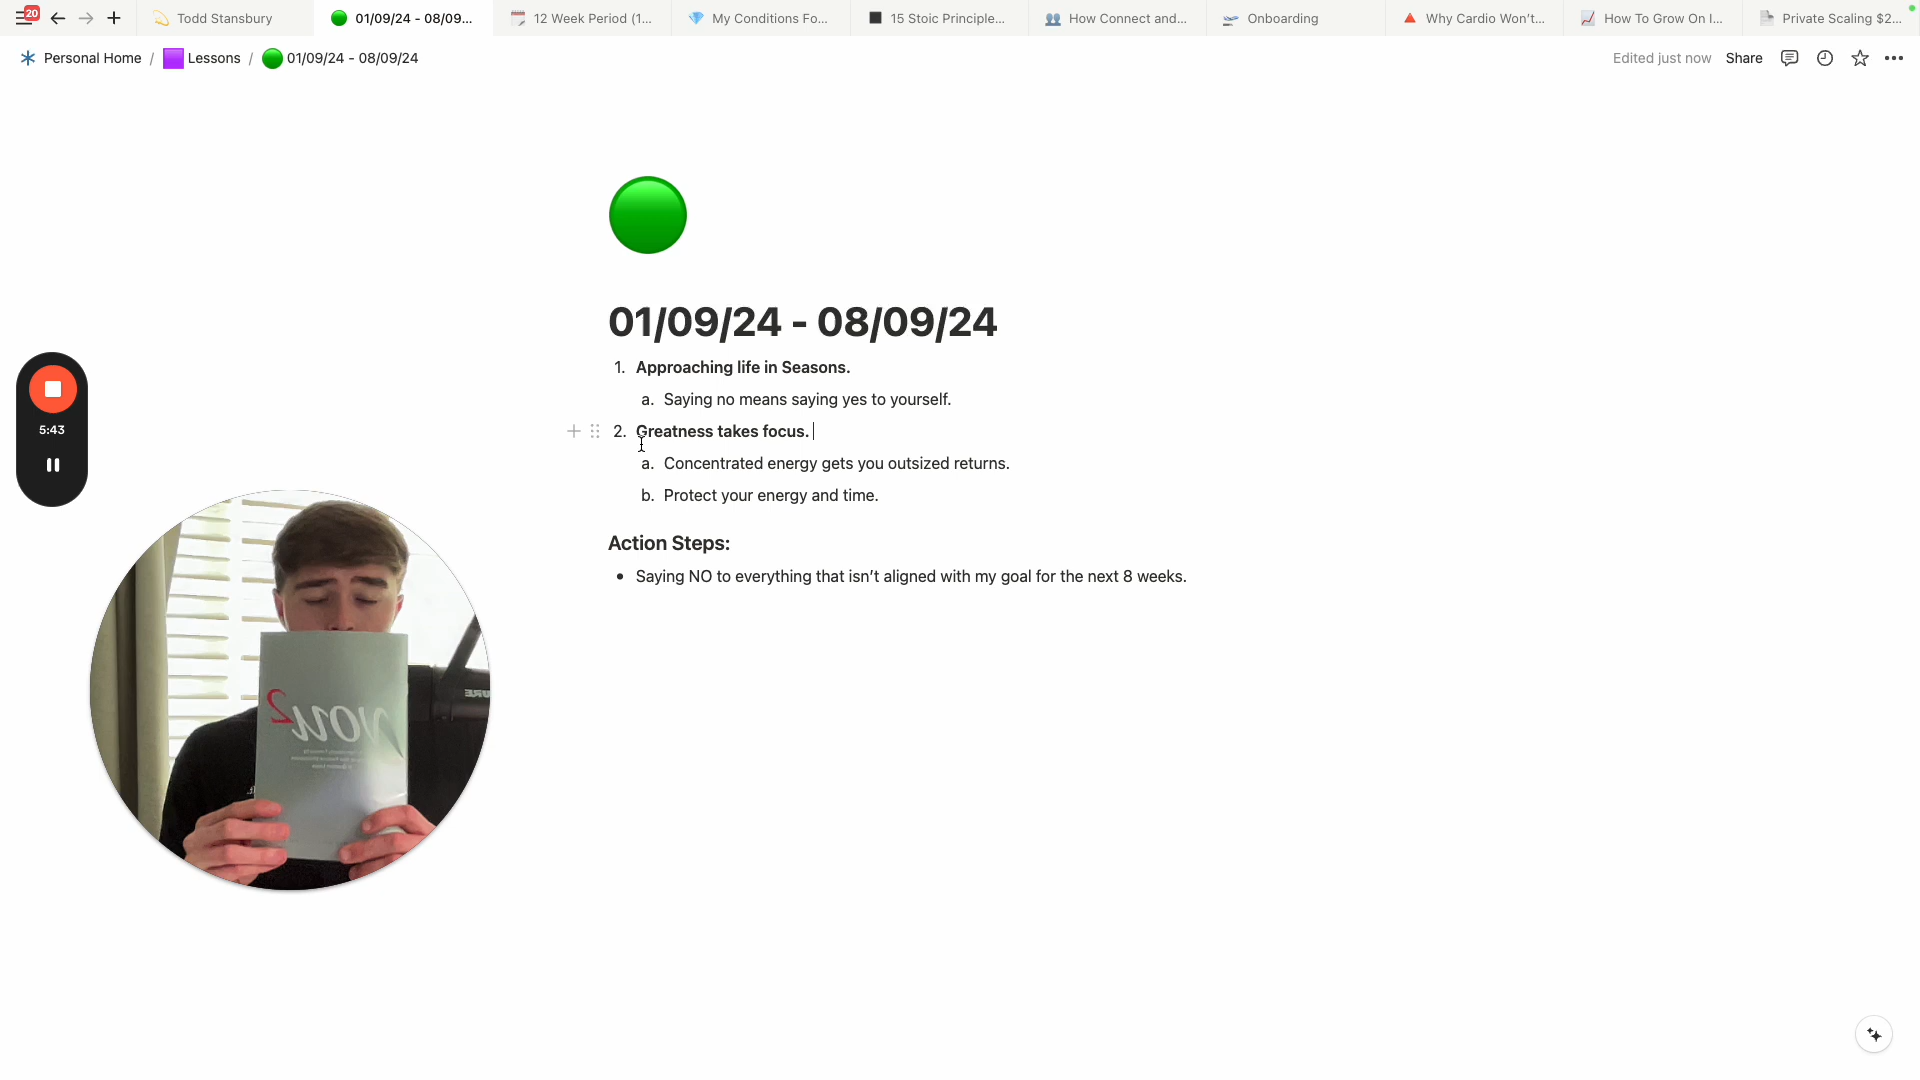 20
Todd Stansbury
01/09/24 - 08/09...
12 Week Period (1...
My Conditions Fo...
15 Stoic Principle...
How Connect and...
Onboarding
Why Cardio Won't...
How To Grow On I...
Private Scaling $2...
Personal Home / Lessons / 01/09/24 - 08/09/24
Edited just now
Share
01/09/24 - 08/09/24
1. Approaching life in Seasons.
a. Saying no means saying yes to yourself.
2. Greatness takes focus.
a. Concentrated energy gets you outsized returns.
b. Protect your energy and time.
Action Steps:
• Saying NO to everything that isn't aligned with my goal for the next 8 weeks.
5:43
You2